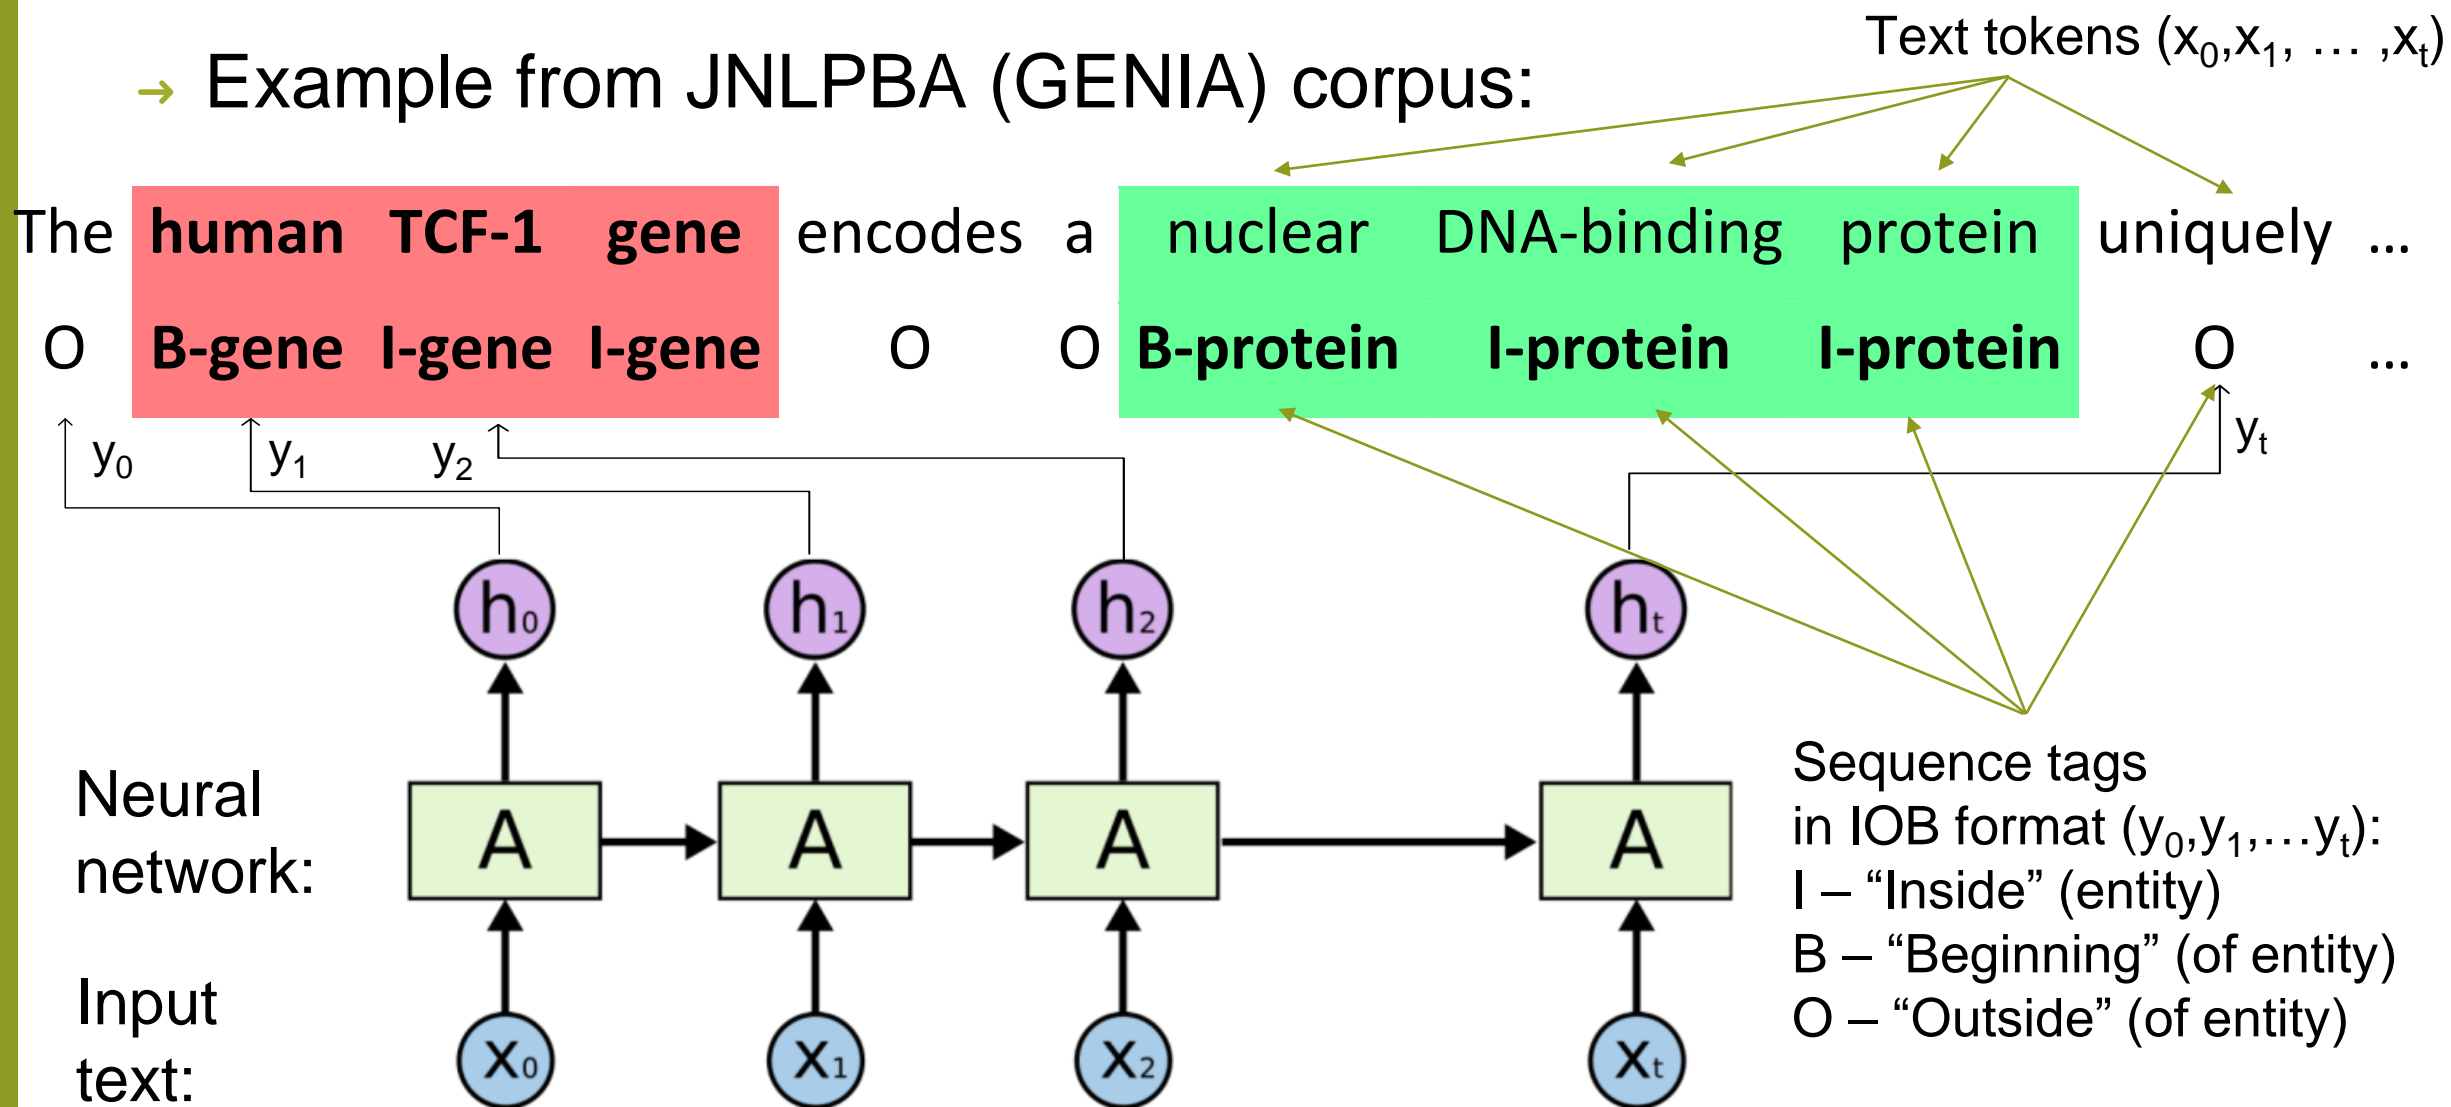 Text tokens (x₀,x₁, … ,xₜ)
→ Example from JNLPBA (GENIA) corpus:
The human TCF-1 gene encodes a nuclear DNA-binding protein uniquely …
O B-gene I-gene I-gene O O B-protein I-protein I-protein O …
y₀ y₁ y₂ yₜ
h₀ h₁ h₂ hₜ
Neural
network:
A A A A
Input
text:
x₀ x₁ x₂ xₜ
Sequence tags
in IOB format (y₀,y₁,…yₜ):
I – “Inside” (entity)
B – “Beginning” (of entity)
O – “Outside” (of entity)